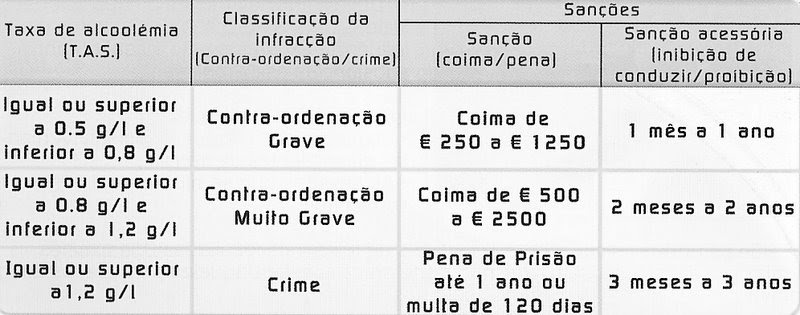 Taxa de alcoolémia
(T.A.S.)
Classificação da
infracção
(Contra-ordenação/crime)
Sanções
Sanção
(coima/pena)
Sanção acessória
(inibição de
conduzir/proibição)
Igual ou superior
a 0.5 g/l e
inferior a 0,8 g/l
Contra-ordenação
Grave
Coima de
€ 250 a € 1250
1 mês a 1 ano
Igual ou superior
a 0.8 g/l e
inferior a 1,2 g/l
Contra-ordenação
Muito Grave
Coima de € 500
a € 2500
2 meses a 2 anos
Igual ou superior
a1,2 g/l
Crime
Pena de Prisão
até 1 ano ou
multa de 120 dias
3 meses a 3 anos